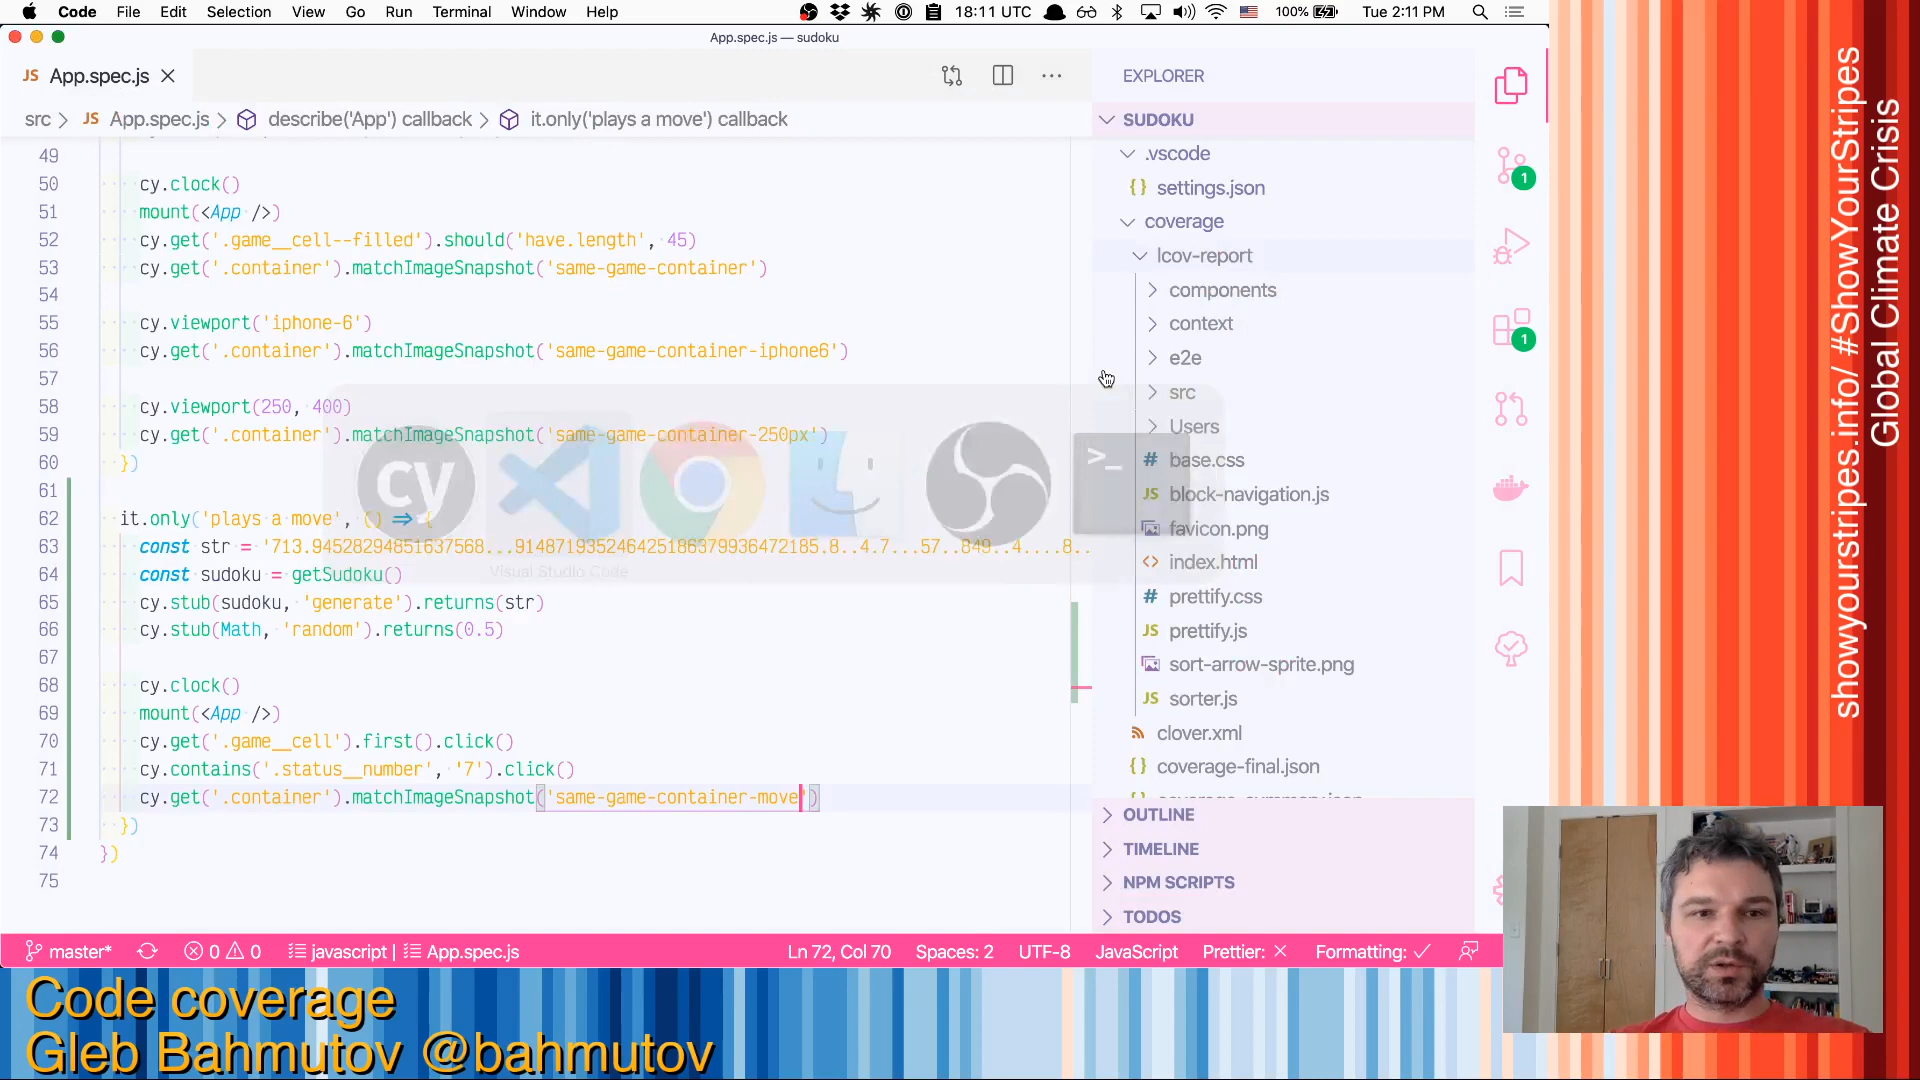 Code File Edit Selection View Go Run Terminal Window Help 18:11 UTC 100% Tue 2:11 PM
App.spec.js — sudoku
JS App.spec.js
EXPLORER
src > JS App.spec.js > describe('App') callback > it.only('plays a move') callback
SUDOKU
49
50 cy.clock()
51 mount(<App />)
52 cy.get('.game__cell--filled').should('have.length', 45)
53 cy.get('.container').matchImageSnapshot('same-game-container')
54
55 cy.viewport('iphone-6')
56 cy.get('.container').matchImageSnapshot('same-game-container-iphone6')
57
58 cy.viewport(250, 400)
59 cy.get('.container').matchImageSnapshot('same-game-container-250px')
60 })
61
62 it.only('plays a move', () => {
63 const str = '713.94528294851637568...914871935246425186379936472185.8..4.7...57..849..4....8..
64 const sudoku = getSudoku()
65 cy.stub(sudoku, 'generate').returns(str)
66 cy.stub(Math, 'random').returns(0.5)
67
68 cy.clock()
69 mount(<App />)
70 cy.get('.game__cell').first().click()
71 cy.contains('.status__number', '7').click()
72 cy.get('.container').matchImageSnapshot('same-game-container-move')
73 })
74 })
75
cy
>_
Visual Studio Code
.vscode
{} settings.json
coverage
lcov-report
components
context
e2e
src
Users
# base.css
JS block-navigation.js
favicon.png
<> index.html
# prettify.css
JS prettify.js
sort-arrow-sprite.png
JS sorter.js
clover.xml
{} coverage-final.json
OUTLINE
TIMELINE
NPM SCRIPTS
TODOS
1
1
master* 0 0 javascript | App.spec.js Ln 72, Col 70 Spaces: 2 UTF-8 JavaScript Prettier: × Formatting: ✓
Code coverage
Gleb Bahmutov @bahmutov
showyourstripes.info/ #ShowYourStripes
Global Climate Crisis